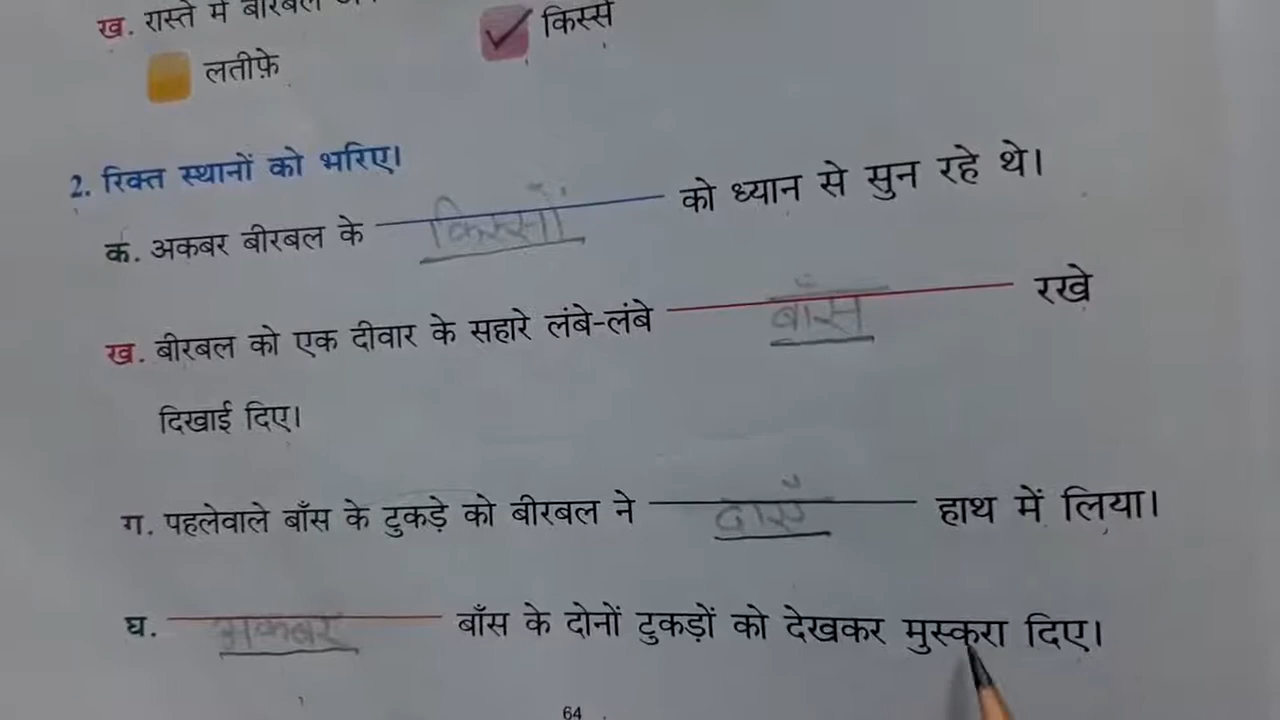 ख. रास्ते में बीरबल
किस्से
लतीफ़े
2. रिक्त स्थानों को भरिए।
क. अकबर बीरबल के किस्सों को ध्यान से सुन रहे थे।
ख. बीरबल को एक दीवार के सहारे लंबे-लंबे बाँस रखे
दिखाई दिए।
ग. पहलेवाले बाँस के टुकड़े को बीरबल ने दाएँ हाथ में लिया।
घ. अकबर बाँस के दोनों टुकड़ों को देखकर मुस्करा दिए।
64